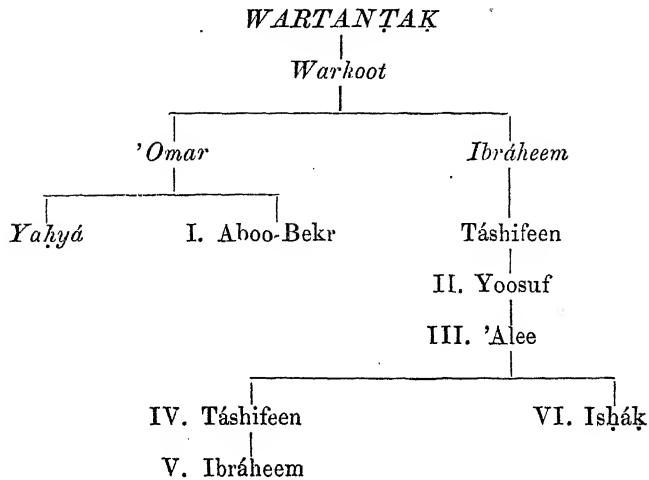 WARTANṬAḲ
Warkoot
'Omar Ibráheem
Yaḥyá I. Aboo-Bekr Táshifeen
II. Yoosuf
III. 'Alee
IV. Táshifeen VI. Isḥáḳ
V. Ibráheem